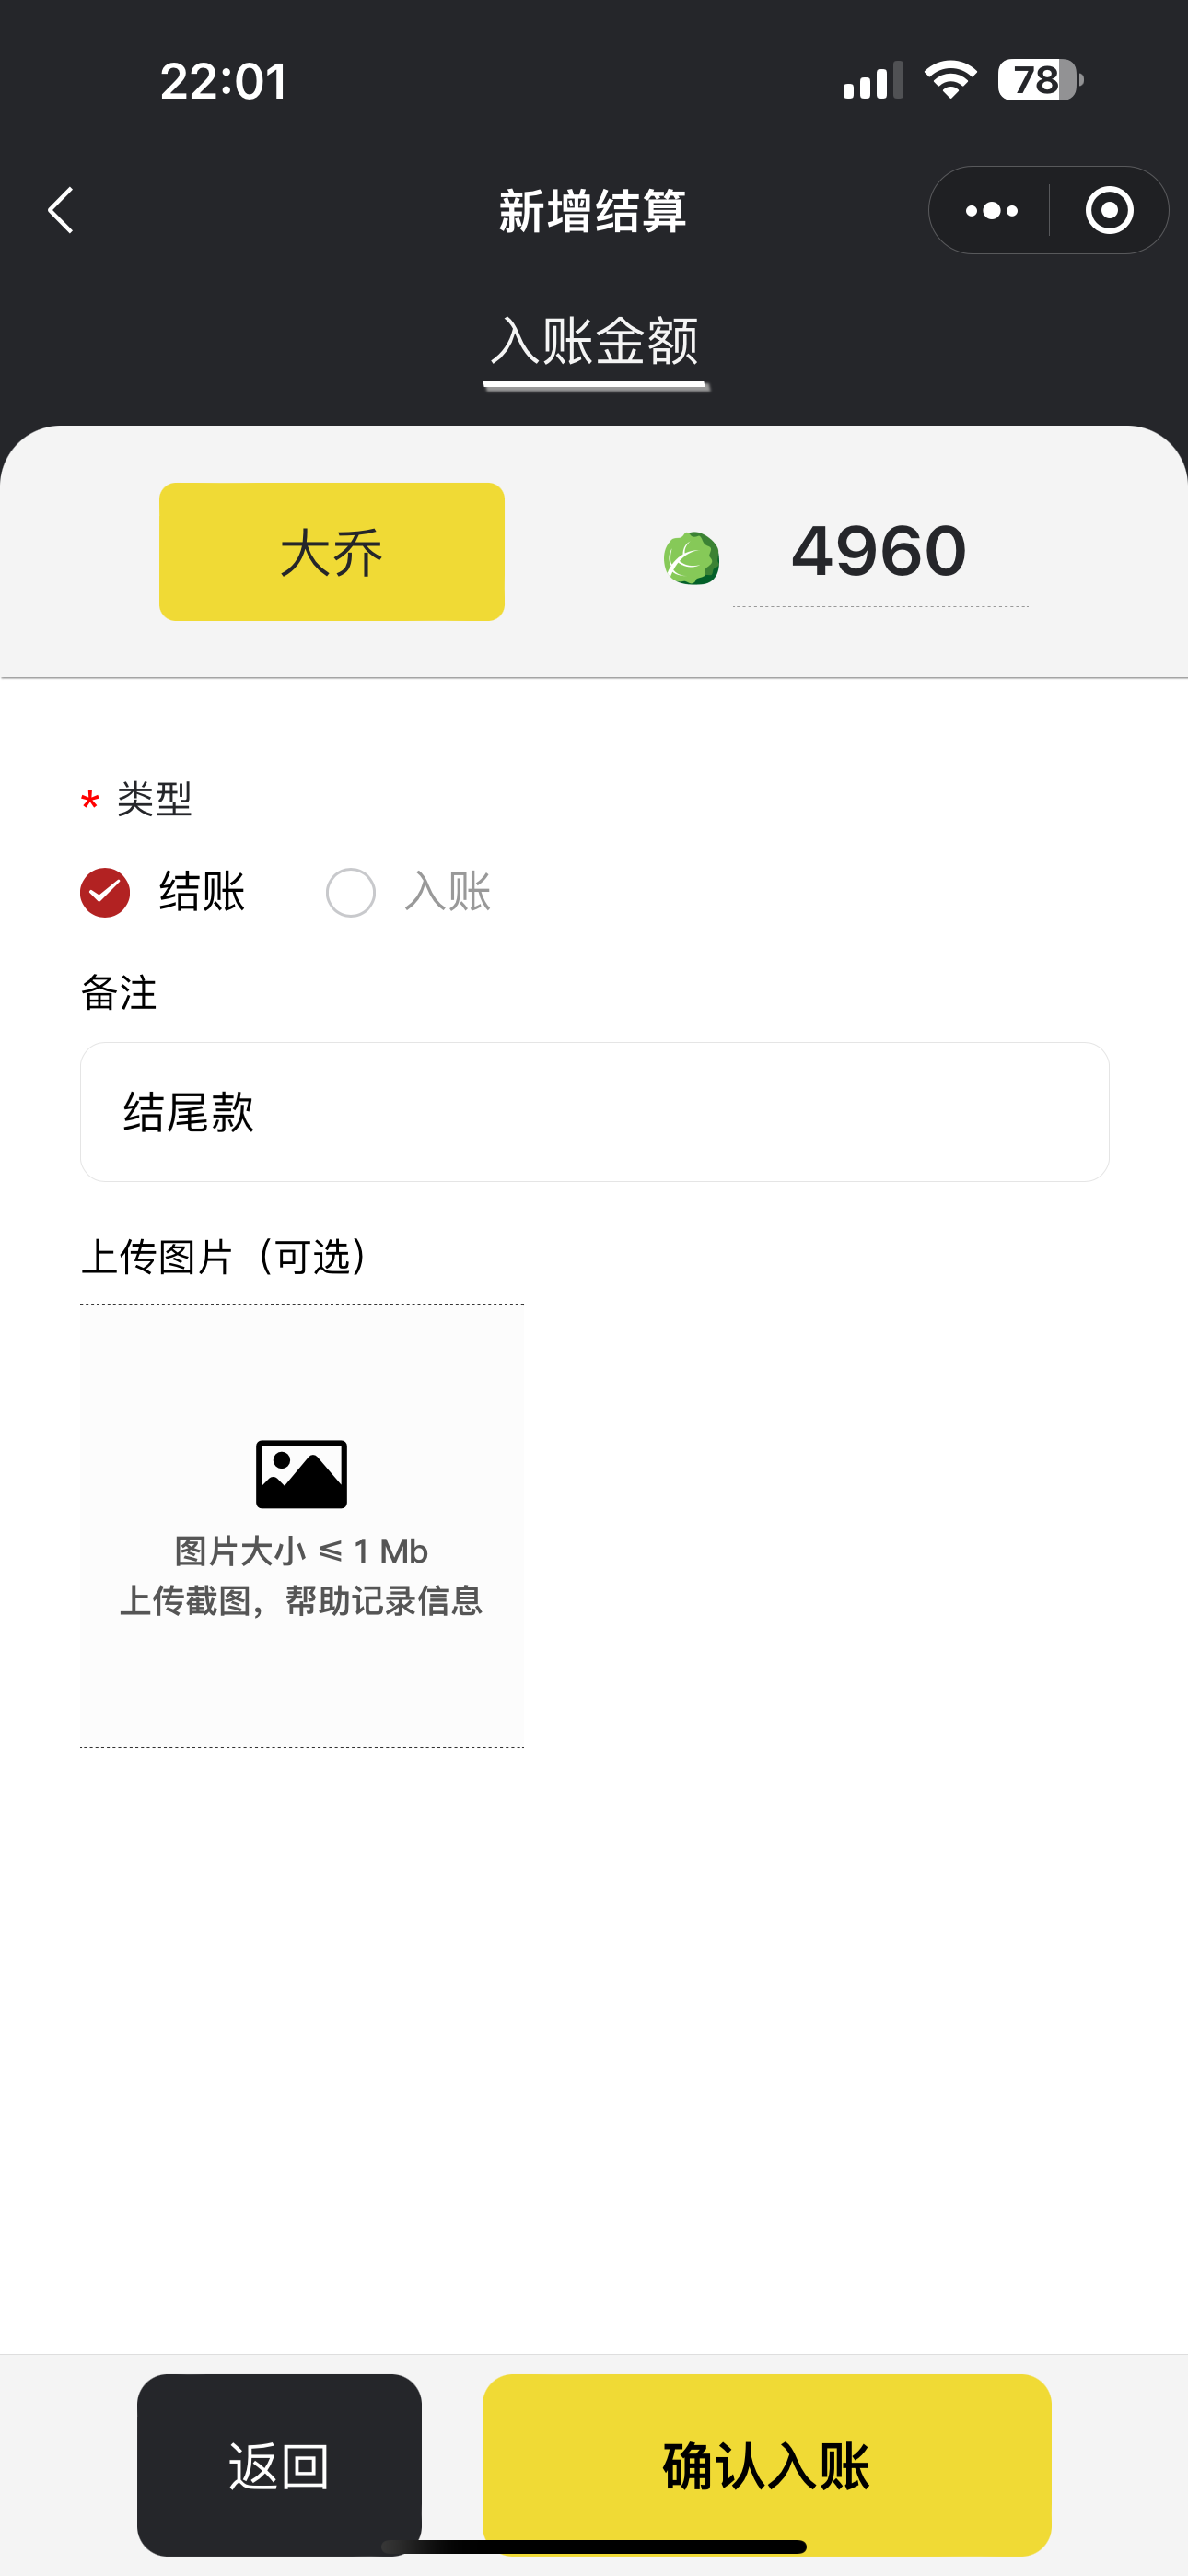 22:01
78
新增结算
入账金额
大乔
4960
* 类型
结账
入账
备注
结尾款
上传图片（可选）
图片大小 ≤ 1 Mb
上传截图，帮助记录信息
返回
确认入账